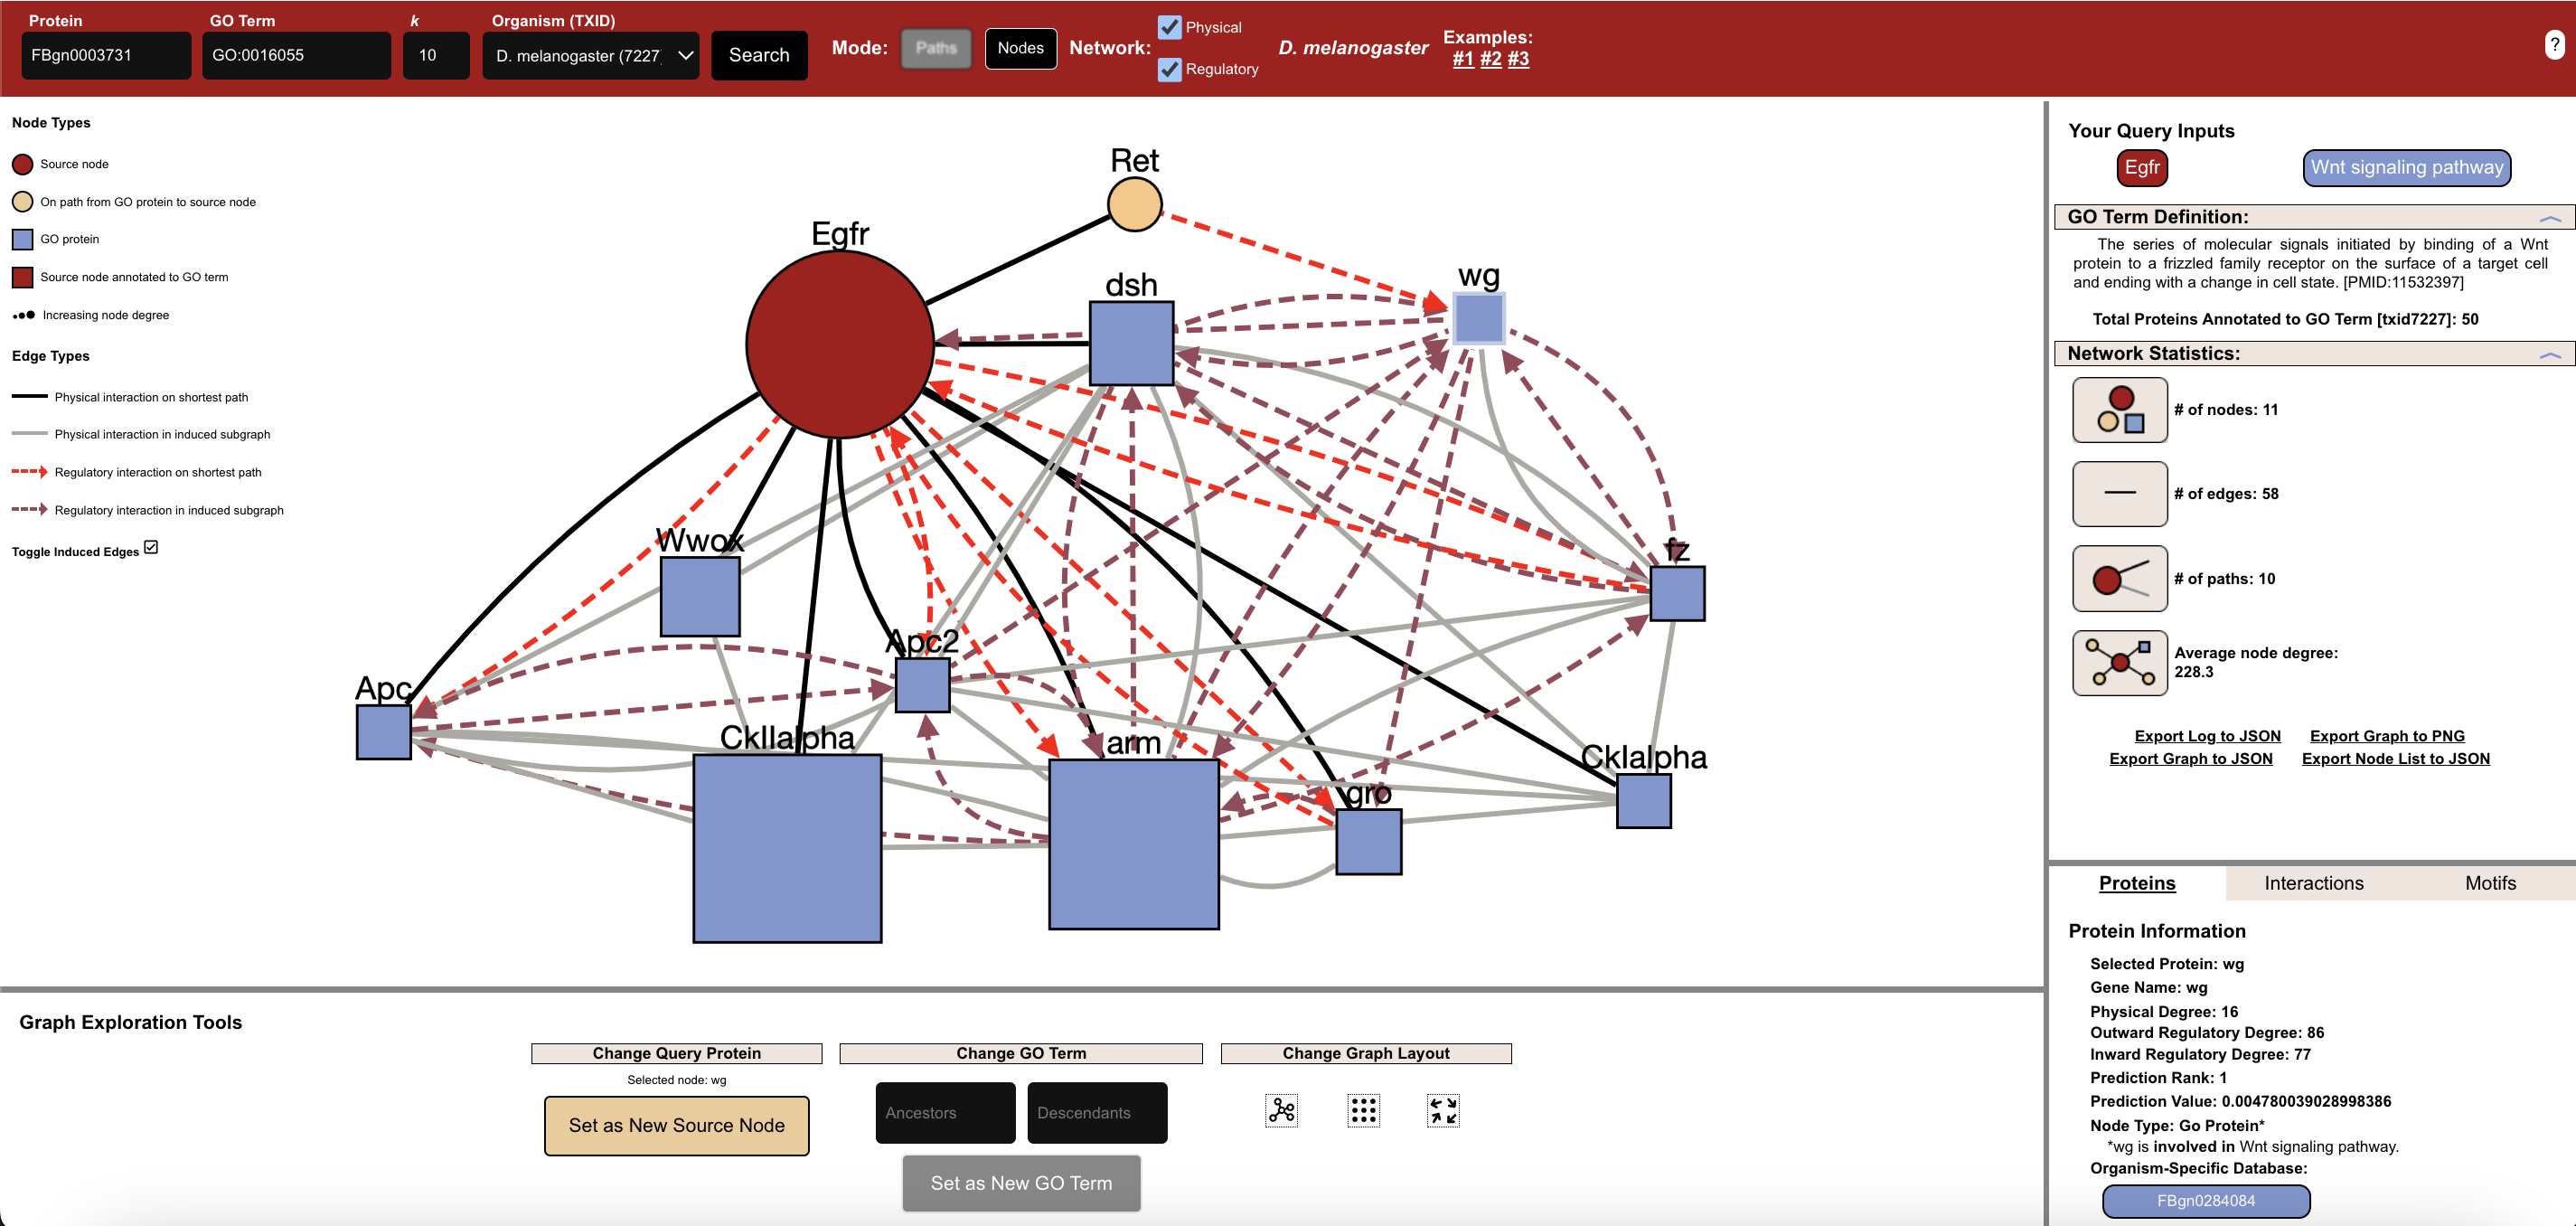 Protein
GO Term
k
Organism (TXID)
FBgn0003731
GO:0016055
10
D. melanogaster (7227
Search
Mode:
Paths
Nodes
Network:
Physical
Regulatory
D. melanogaster
Examples:
#1 #2 #3
?
Node Types
Source node
On path from GO protein to source node
GO protein
Source node annotated to GO term
Increasing node degree
Edge Types
Physical interaction on shortest path
Physical interaction in induced subgraph
Regulatory interaction on shortest path
Regulatory interaction in induced subgraph
Toggle Induced Edges
Ret
Egfr
dsh
wg
Wwox
fz
Apc2
Apc
CkIIalpha
arm
gro
CkIalpha
Your Query Inputs
Egfr
Wnt signaling pathway
GO Term Definition:
The series of molecular signals initiated by binding of a Wnt
protein to a frizzled family receptor on the surface of a target cell
and ending with a change in cell state. [PMID:11532397]
Total Proteins Annotated to GO Term [txid7227]: 50
Network Statistics:
# of nodes: 11
# of edges: 58
# of paths: 10
Average node degree:
228.3
Export Log to JSON
Export Graph to PNG
Export Graph to JSON
Export Node List to JSON
Proteins
Interactions
Motifs
Protein Information
Selected Protein: wg
Gene Name: wg
Physical Degree: 16
Outward Regulatory Degree: 86
Inward Regulatory Degree: 77
Prediction Rank: 1
Prediction Value: 0.004780039028998386
Node Type: Go Protein*
*wg is involved in Wnt signaling pathway.
Organism-Specific Database:
FBgn0284084
Graph Exploration Tools
Change Query Protein
Selected node: wg
Set as New Source Node
Change GO Term
Ancestors
Descendants
Set as New GO Term
Change Graph Layout